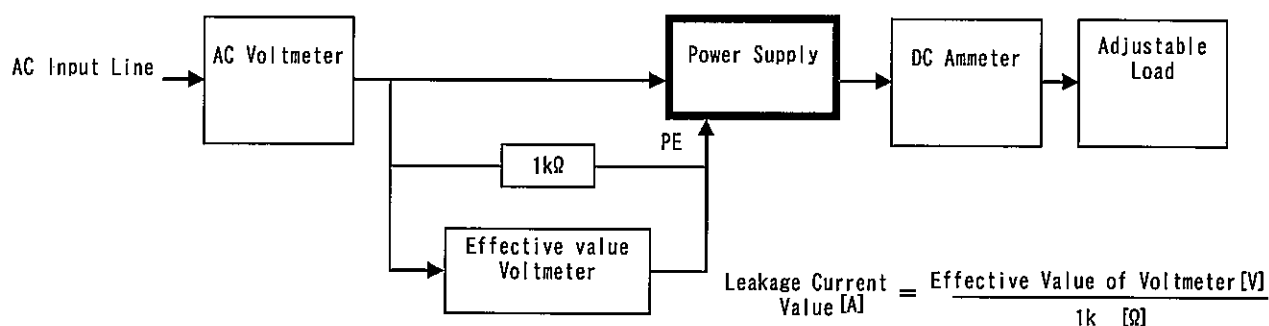 AC Input Line
AC Voltmeter
Power Supply
DC Ammeter
Adjustable
Load
PE
1kΩ
Effective value
Voltmeter
Leakage Current
Value[A]
=
Effective Value of Voltmeter[V]
1k [Ω]